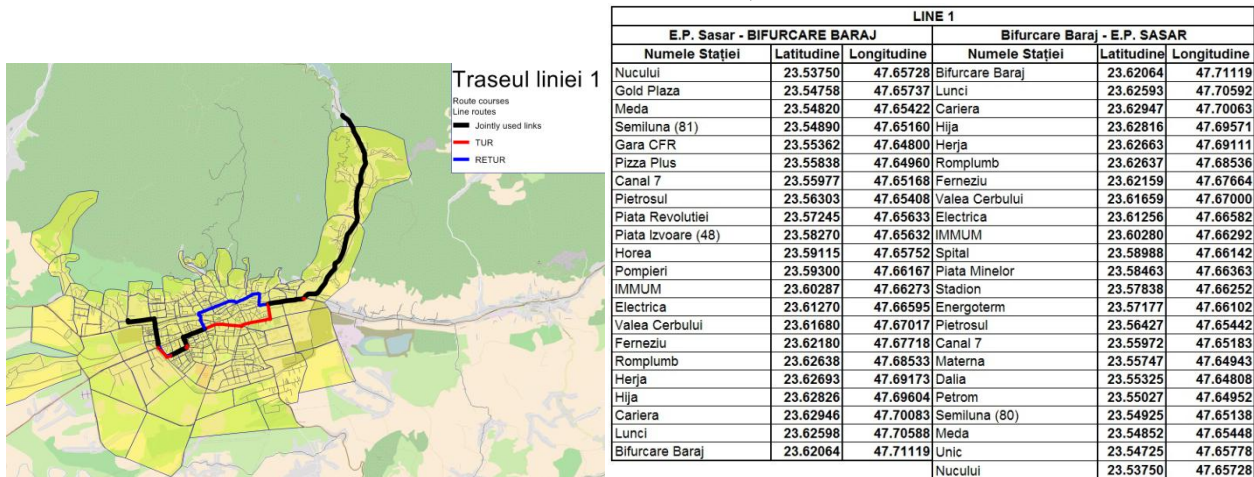 Traseul liniei 1
Route courses
Line routes
Jointly used links
TUR
RETUR
LINE 1
E.P. Sasar - BIFURCARE BARAJ Bifurcare Baraj - E.P. SASAR
Numele Stației Latitudine Longitudine Numele Stației Latitudine Longitudine
Nucului 23.53750 47.65728 Bifurcare Baraj 23.62064 47.71119
Gold Plaza 23.54758 47.65737 Lunci 23.62593 47.70592
Meda 23.54820 47.65422 Cariera 23.62947 47.70063
Semiluna (81) 23.54890 47.65160 Hija 23.62816 47.69571
Gara CFR 23.55362 47.64800 Herja 23.62663 47.69111
Pizza Plus 23.55838 47.64960 Romplumb 23.62637 47.68536
Canal 7 23.55977 47.65168 Ferneziu 23.62159 47.67664
Pietrosul 23.56303 47.65408 Valea Cerbului 23.61659 47.67000
Piata Revolutiei 23.57245 47.65633 Electrica 23.61256 47.66582
Piata Izvoare (48) 23.58270 47.65632 IMMUM 23.60280 47.66292
Horea 23.59115 47.65752 Spital 23.58988 47.66142
Pompieri 23.59300 47.66167 Piata Minelor 23.58463 47.66363
IMMUM 23.60287 47.66273 Stadion 23.57838 47.66252
Electrica 23.61270 47.66595 Energoterm 23.57177 47.66102
Valea Cerbului 23.61680 47.67017 Pietrosul 23.56427 47.65442
Ferneziu 23.62180 47.67718 Canal 7 23.55972 47.65183
Romplumb 23.62638 47.68533 Materna 23.55747 47.64943
Herja 23.62693 47.69173 Dalia 23.55325 47.64808
Hija 23.62826 47.69604 Petrom 23.55027 47.64952
Cariera 23.62946 47.70083 Semiluna (80) 23.54925 47.65138
Lunci 23.62598 47.70588 Meda 23.54852 47.65448
Bifurcare Baraj 23.62064 47.71119 Unic 23.54725 47.65778
Nucului 23.53750 47.65728